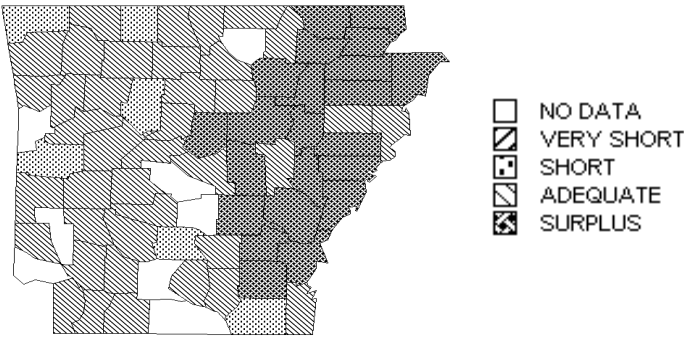 NO DATA
VERY SHORT
SHORT
ADEQUATE
SURPLUS